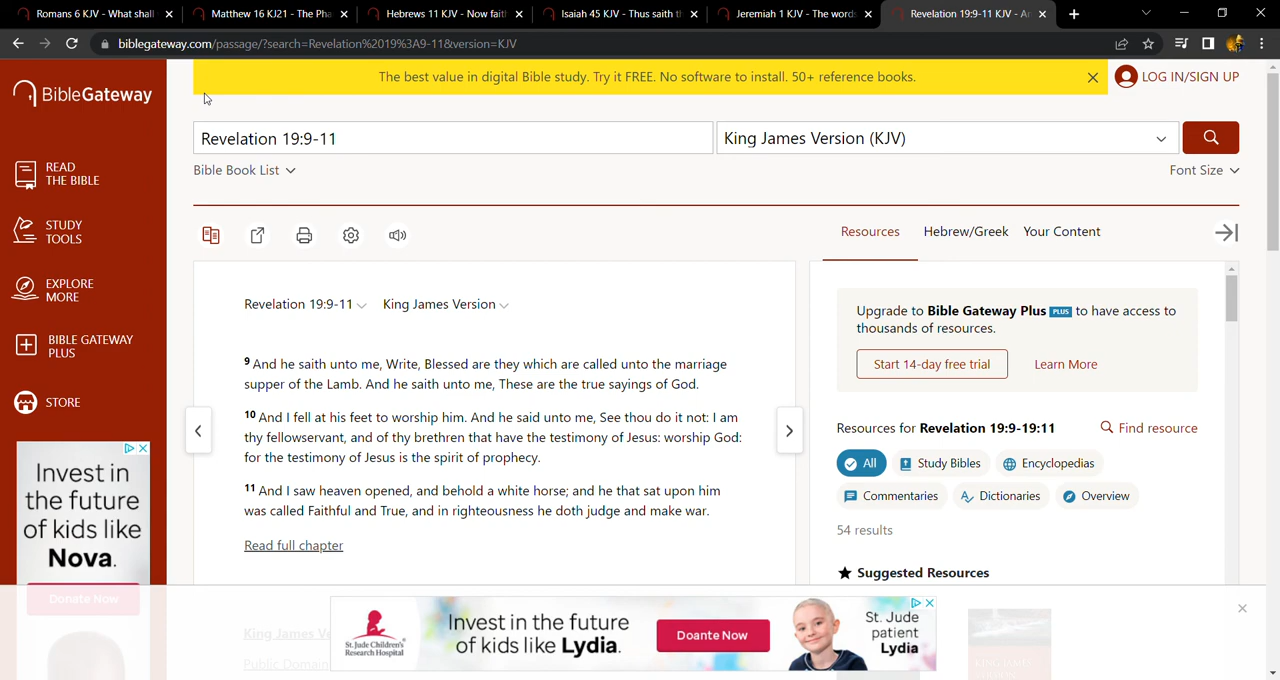 Romans 6 KJV - What shall
Matthew 16 KJ21 - The Pha
Hebrews 11 KJV - Now fait
Isaiah 45 KJV - Thus saith th
Jeremiah 1 KJV - The words
Revelation 19:9-11 KJV - An
biblegateway.com/passage/?search=Revelation%2019%3A9-11&version=KJV
The best value in digital Bible study. Try it FREE. No software to install. 50+ reference books.
LOG IN/SIGN UP
BibleGateway
Revelation 19:9-11
King James Version (KJV)
Bible Book List
Font Size
READ
THE BIBLE
STUDY
TOOLS
EXPLORE
MORE
BIBLE GATEWAY
PLUS
STORE
Resources
Hebrew/Greek
Your Content
Revelation 19:9-11
King James Version
9 And he saith unto me, Write, Blessed are they which are called unto the marriage
supper of the Lamb. And he saith unto me, These are the true sayings of God.
10 And I fell at his feet to worship him. And he said unto me, See thou do it not: I am
thy fellowservant, and of thy brethren that have the testimony of Jesus: worship God:
for the testimony of Jesus is the spirit of prophecy.
11 And I saw heaven opened, and behold a white horse; and he that sat upon him
was called Faithful and True, and in righteousness he doth judge and make war.
Read full chapter
Upgrade to Bible Gateway Plus PLUS to have access to
thousands of resources.
Start 14-day free trial
Learn More
Resources for Revelation 19:9-19:11
Find resource
All
Study Bibles
Encyclopedias
Commentaries
Dictionaries
Overview
54 results
Suggested Resources
Invest in
the future
of kids like
Nova.
Donate Now
King James Ve
Public Domain
St. Jude Children's
Research Hospital
Invest in the future
of kids like Lydia.
Doante Now
St. Jude
patient
Lydia
KING JAMES